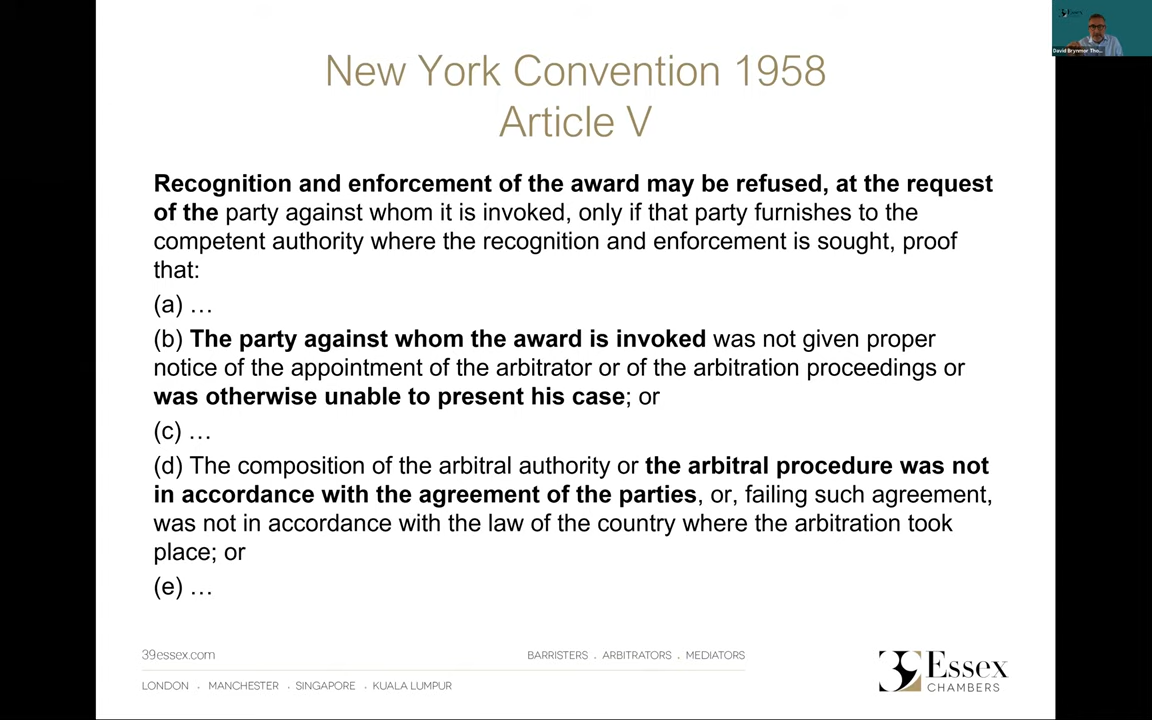 New York Convention 1958
Article V
Recognition and enforcement of the award may be refused, at the request
of the party against whom it is invoked, only if that party furnishes to the
competent authority where the recognition and enforcement is sought, proof
that:
(a) …
(b) The party against whom the award is invoked was not given proper
notice of the appointment of the arbitrator or of the arbitration proceedings or
was otherwise unable to present his case; or
(c) …
(d) The composition of the arbitral authority or the arbitral procedure was not
in accordance with the agreement of the parties, or, failing such agreement,
was not in accordance with the law of the country where the arbitration took
place; or
(e) …
39essex.com
BARRISTERS . ARBITRATORS . MEDIATORS
LONDON . MANCHESTER . SINGAPORE . KUALA LUMPUR
39 Essex
CHAMBERS
39 Essex
David Brynmor Tho...